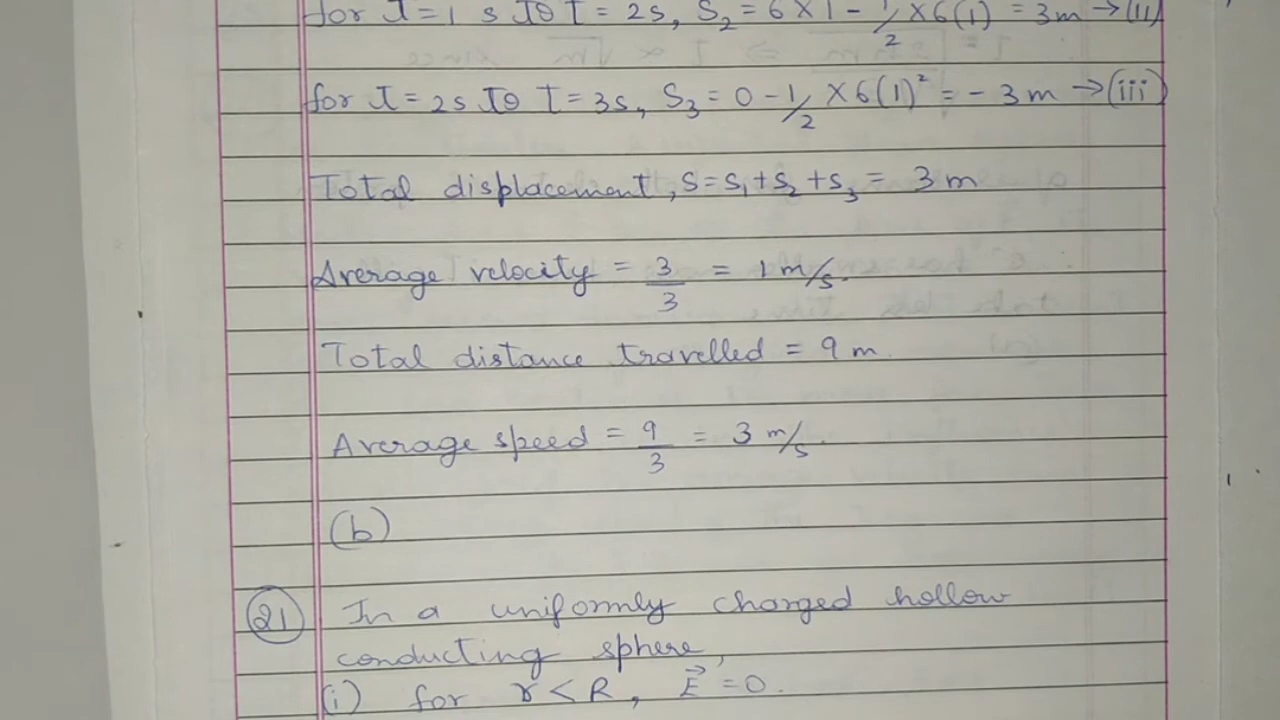 for t=1 s to t = 2s, S₂ = 6 × 1 - 1/2 × 6(1) = 3m → (ii)
for t = 2s to t = 3s, S₃ = 0 - 1/2 × 6(1)² = - 3 m → (iii)
Total displacement, s = s₁ + s₂ + s₃ = 3 m
Average velocity = 3/3 = 1 m/s.
Total distance travelled = 9 m.
Average speed = 9/3 = 3 m/s.
(b)
21 In a uniformly charged hollow
conducting sphere,
(i) for r < R, E⃗ = 0.